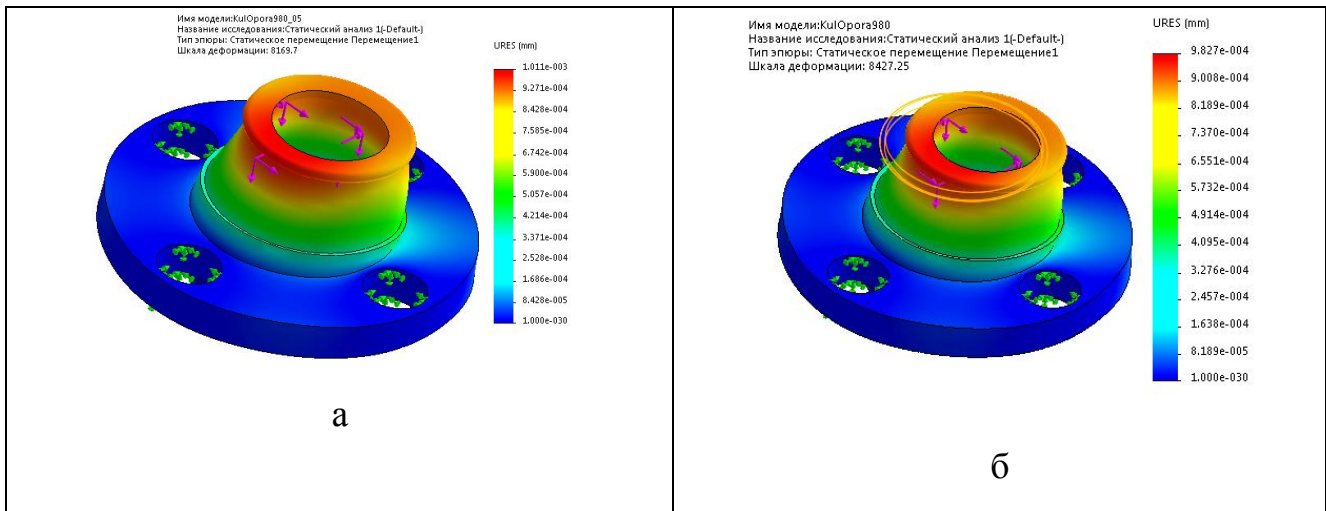 Имя модели:KulOpora980_05
Название исследования:Статический анализ 1(-Default-)
Тип эпюры: Статическое перемещение Перемещение1
Шкала деформации: 8169.7
URES (mm)
1.011e-003
9.271e-004
8.428e-004
7.585e-004
6.742e-004
5.900e-004
5.057e-004
4.214e-004
3.371e-004
2.528e-004
1.686e-004
8.428e-005
1.000e-030
а
Имя модели:KulOpora980
Название исследования:Статический анализ 1(-Default-)
Тип эпюры: Статическое перемещение Перемещение1
Шкала деформации: 8427.25
URES (mm)
9.827e-004
9.008e-004
8.189e-004
7.370e-004
6.551e-004
5.732e-004
4.914e-004
4.095e-004
3.276e-004
2.457e-004
1.638e-004
8.189e-005
1.000e-030
б